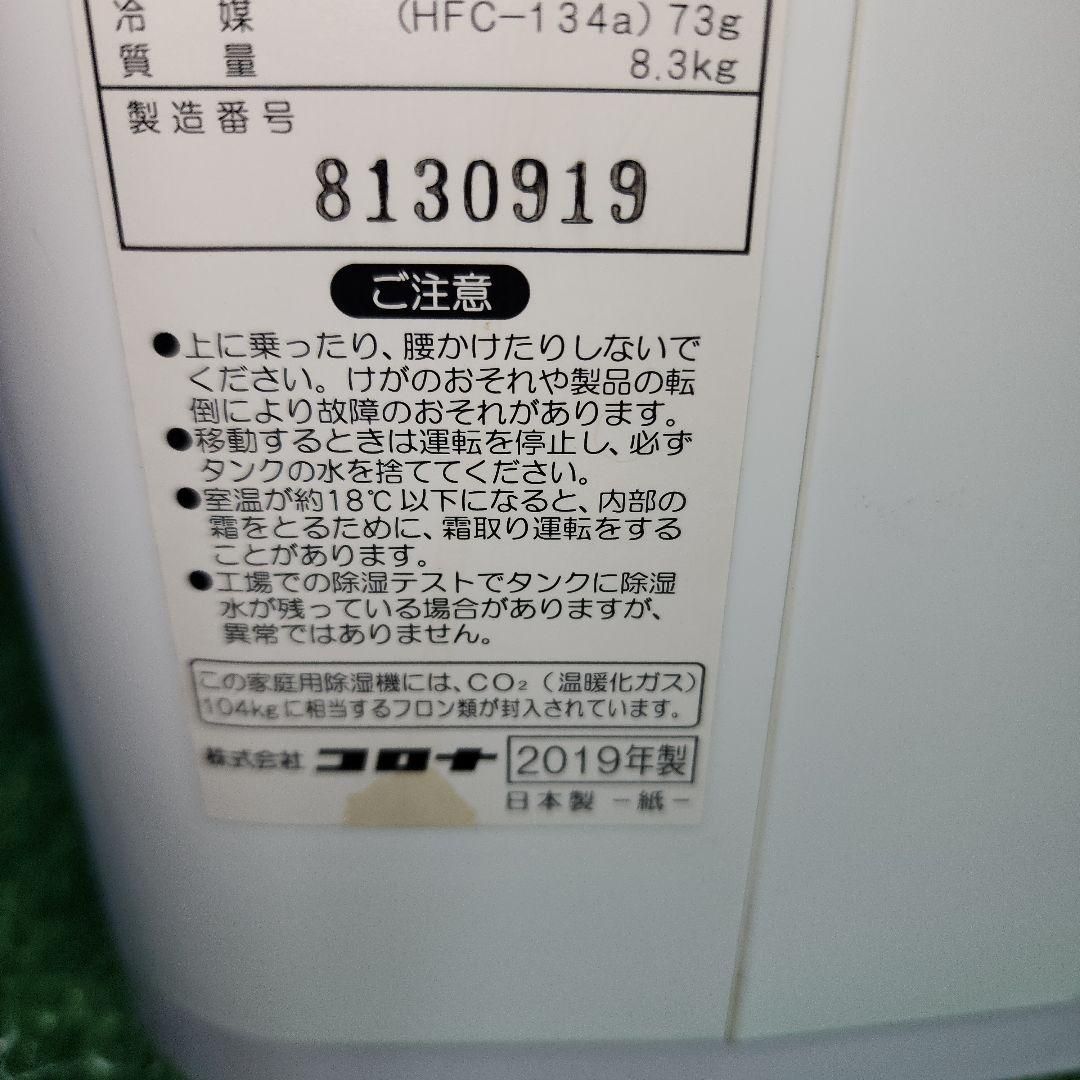 冷 媒 (HFC-134a) 73g
質 量 8.3kg
製造番号
8130919
ご注意
●上に乗ったり、腰かけたりしないで
ください。けがのおそれや製品の転
倒により故障のおそれがあります。
●移動するときは運転を停止し、必ず
タンクの水を捨ててください。
●室温が約18℃以下になると、内部の
霜をとるために、霜取り運転をする
ことがあります。
●工場での除湿テストでタンクに除湿
水が残っている場合がありますが、
異常ではありません。
この家庭用除湿機には、CO₂（温暖化ガス）
104kgに相当するフロン類が封入されています。
株式会社 コロナ 2019年製
日本製 -紙-